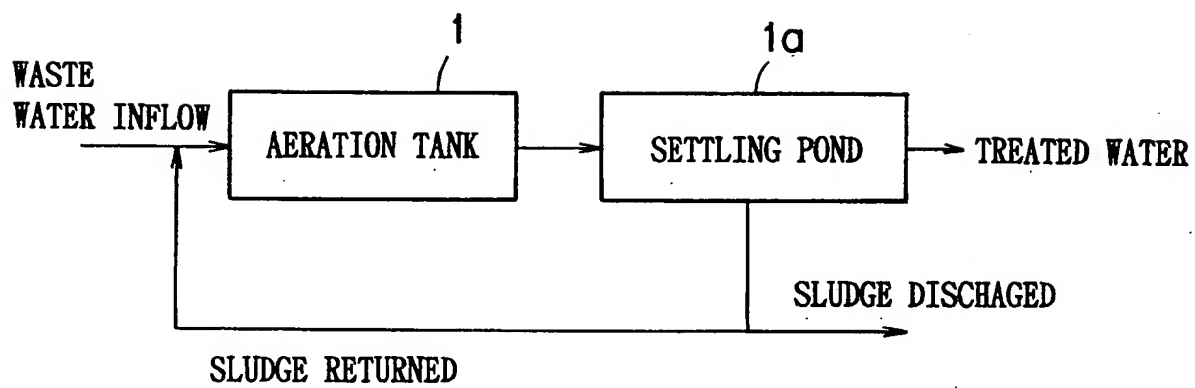 1
1a
WASTE
WATER INFLOW
AERATION TANK
SETTLING POND
TREATED WATER
SLUDGE DISCHAGED
SLUDGE RETURNED